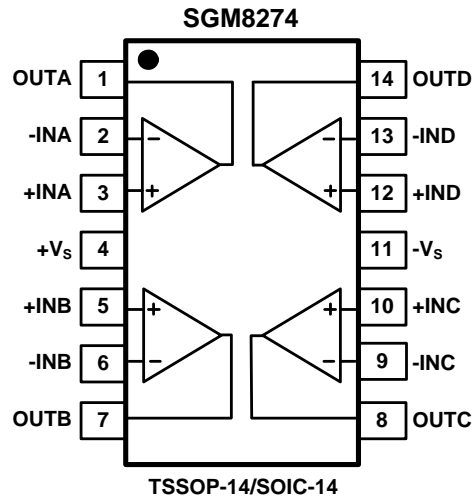 SGM8274
OUTA 1 14 OUTD
-INA 2 − − 13 -IND
+INA 3 + + 12 +IND
+VS 4 11 -VS
+INB 5 + + 10 +INC
-INB 6 − − 9 -INC
OUTB 7 8 OUTC
TSSOP-14/SOIC-14